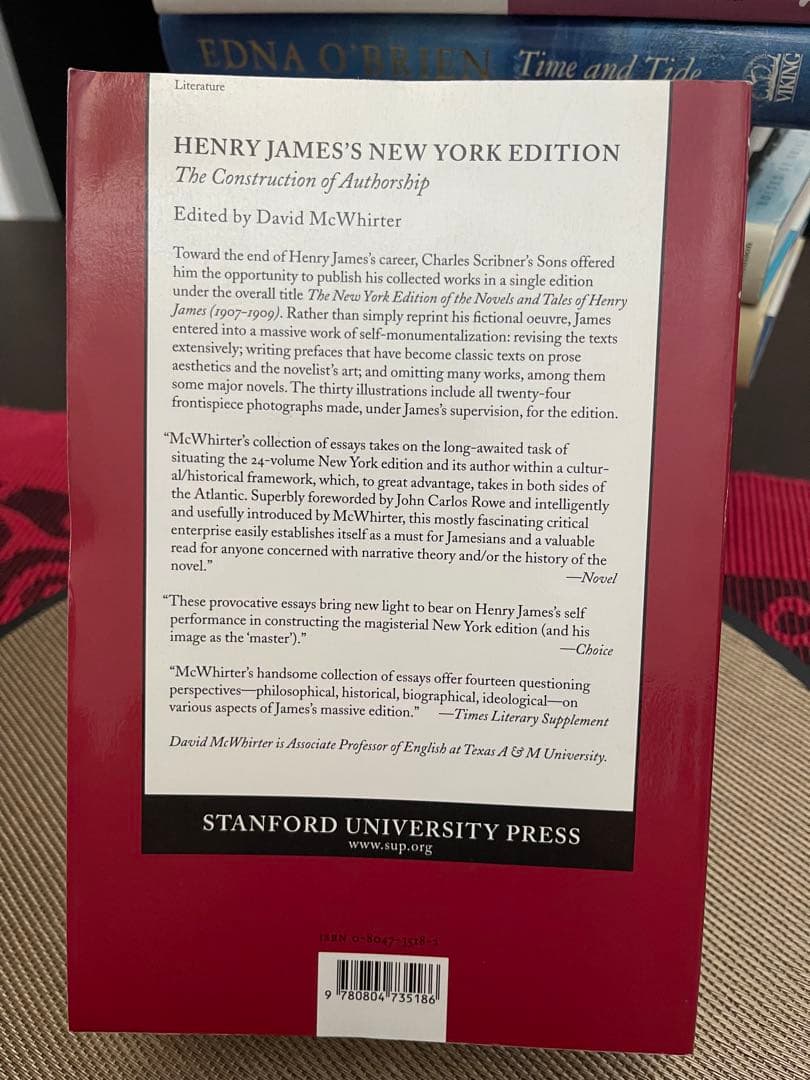 EDNA O'BRIEN Time and Tide VIKING
Literature
HENRY JAMES'S NEW YORK EDITION
The Construction of Authorship
Edited by David McWhirter
Toward the end of Henry James's career, Charles Scribner's Sons offered
him the opportunity to publish his collected works in a single edition
under the overall title The New York Edition of the Novels and Tales of Henry
James (1907–1909). Rather than simply reprint his fictional oeuvre, James
entered into a massive work of self-monumentalization: revising the texts
extensively; writing prefaces that have become classic texts on prose
aesthetics and the novelist's art; and omitting many works, among them
some major novels. The thirty illustrations include all twenty-four
frontispiece photographs made, under James's supervision, for the edition.
“McWhirter's collection of essays takes on the long-awaited task of
situating the 24-volume New York edition and its author within a cultur-
al/historical framework, which, to great advantage, takes in both sides of
the Atlantic. Superbly foreworded by John Carlos Rowe and intelligently
and usefully introduced by McWhirter, this mostly fascinating critical
enterprise easily establishes itself as a must for Jamesians and a valuable
read for anyone concerned with narrative theory and/or the history of the
novel.”
—Novel
“These provocative essays bring new light to bear on Henry James's self
performance in constructing the magisterial New York edition (and his
image as the ‘master’).”
—Choice
“McWhirter's handsome collection of essays offer fourteen questioning
perspectives—philosophical, historical, biographical, ideological—on
various aspects of James's massive edition.” —Times Literary Supplement
David McWhirter is Associate Professor of English at Texas A & M University.
STANFORD UNIVERSITY PRESS
www.sup.org
ISBN 0-8047-3518-2
9 780804 735186